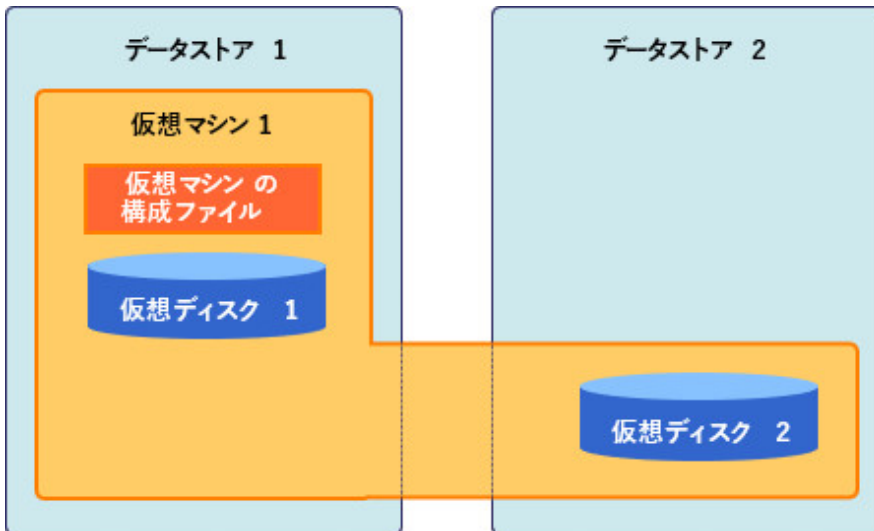 データストア 1
データストア 2
仮想マシン 1
仮想マシン の
構成ファイル
仮想ディスク 1
仮想ディスク 2